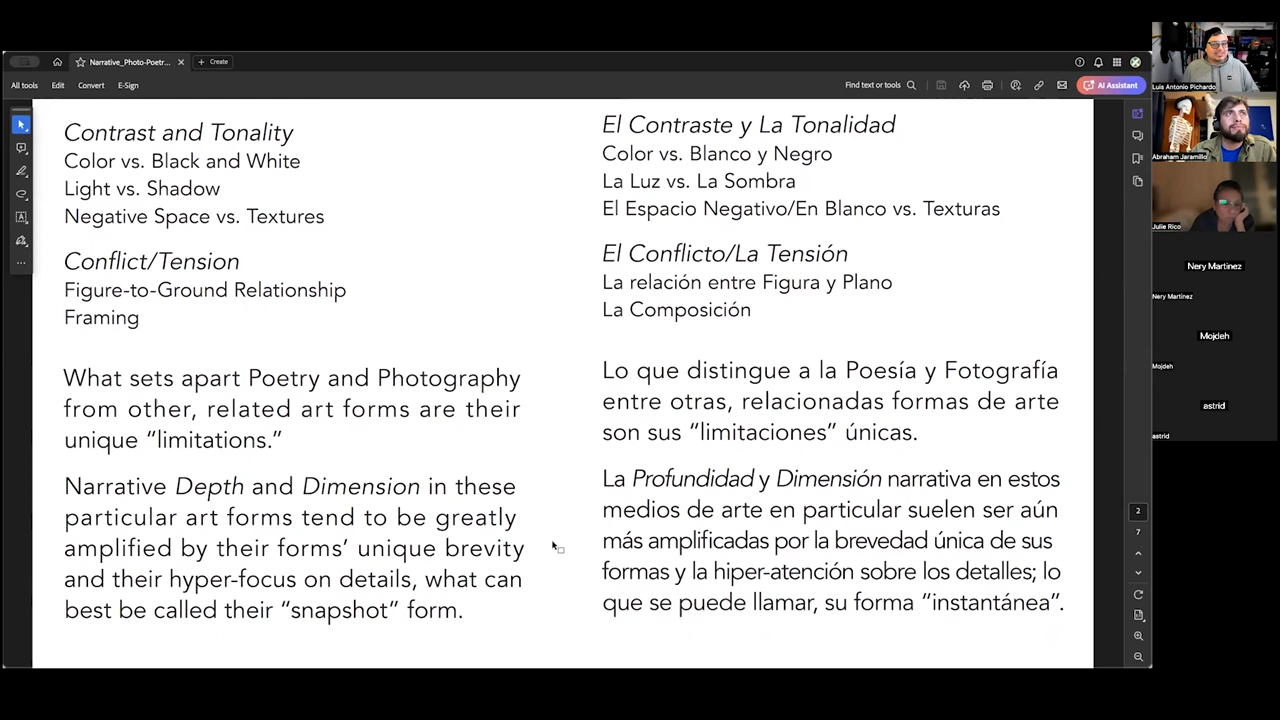 Narrative_Photo-Poetr...
Create
All tools
Edit
Convert
E-Sign
Find text or tools
AI Assistant
Contrast and Tonality
Color vs. Black and White
Light vs. Shadow
Negative Space vs. Textures
Conflict/Tension
Figure-to-Ground Relationship
Framing
What sets apart Poetry and Photography
from other, related art forms are their
unique “limitations.”
Narrative Depth and Dimension in these
particular art forms tend to be greatly
amplified by their forms’ unique brevity
and their hyper-focus on details, what can
best be called their “snapshot” form.
El Contraste y La Tonalidad
Color vs. Blanco y Negro
La Luz vs. La Sombra
El Espacio Negativo/En Blanco vs. Texturas
El Conflicto/La Tensión
La relación entre Figura y Plano
La Composición
Lo que distingue a la Poesía y Fotografía
entre otras, relacionadas formas de arte
son sus “limitaciones” únicas.
La Profundidad y Dimensión narrativa en estos
medios de arte en particular suelen ser aún
más amplificadas por la brevedad única de sus
formas y la hiper-atención sobre los detalles; lo
que se puede llamar, su forma “instantánea”.
2
7
Luis Antonio Pichardo
Abraham Jaramillo
Julie Rico
Nery Martinez
Nery Martinez
Mojdeh
Mojdeh
astrid
astrid